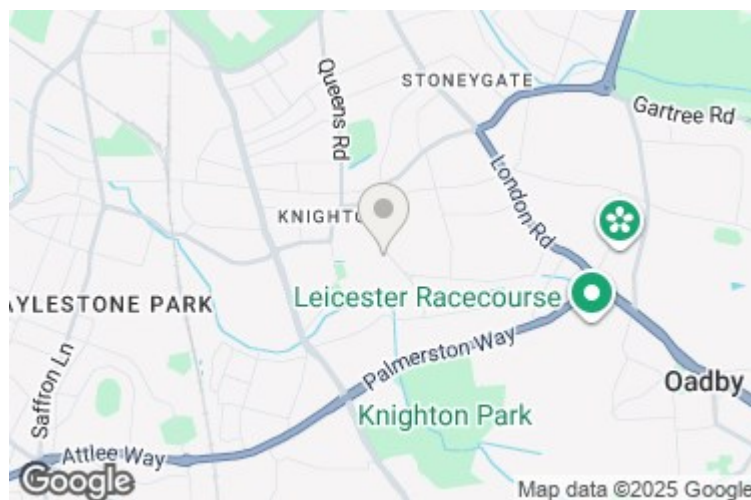 STONEYGATE
Queens Rd
Gartree Rd
London Rd
KNIGHTO
Leicester Racecourse
AYLESTONE PARK
Saffron Ln
Palmerston Way
Oadby
Knighton Park
Attlee Way
Google
Map data ©2025 Google